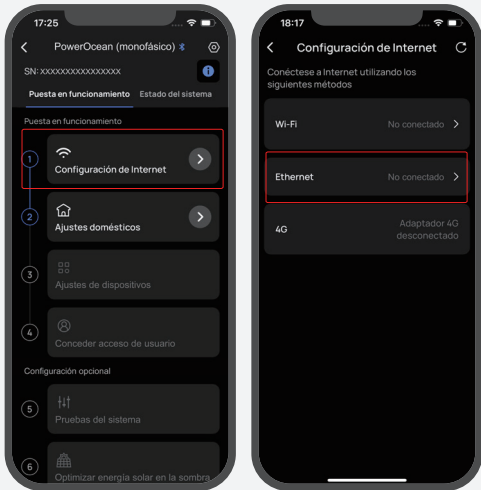 17:25
PowerOcean (monofásico)
SN: xxxxxxxxxxxxxxxx
Puesta en funcionamiento Estado del sistema
Puesta en funcionamiento
1
Configuración de Internet
2
Ajustes domésticos
3
Ajustes de dispositivos
4
Conceder acceso de usuario
Configuración opcional
5
Pruebas del sistema
6
Optimizar energía solar en la sombra
18:17
Configuración de Internet
Conéctese a Internet utilizando los
siguientes métodos
Wi-Fi No conectado
Ethernet No conectado
4G Adaptador 4G
desconectado